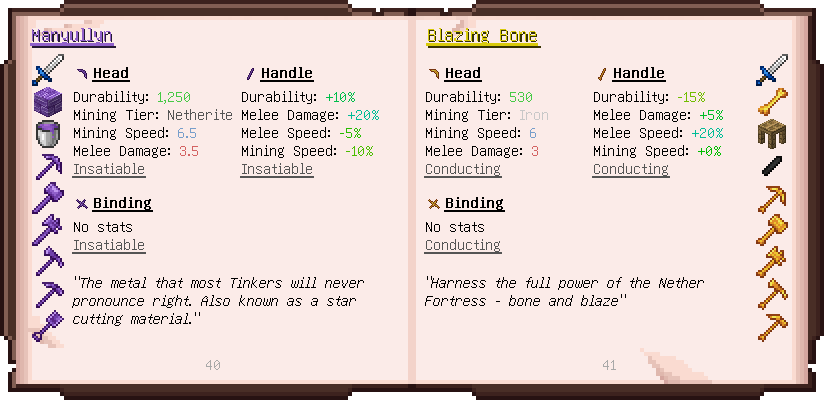 Manyullyn
Head
Durability: 1,250
Mining Tier: Netherite
Mining Speed: 6.5
Melee Damage: 3.5
Insatiable
Handle
Durability: +10%
Melee Damage: +20%
Melee Speed: -5%
Mining Speed: -10%
Insatiable
Binding
No stats
Insatiable
"The metal that most Tinkers will never
pronounce right. Also known as a star
cutting material."
40
Blazing Bone
Head
Durability: 530
Mining Tier: Iron
Mining Speed: 6
Melee Damage: 3
Conducting
Handle
Durability: -15%
Melee Damage: +5%
Melee Speed: +20%
Mining Speed: +0%
Conducting
Binding
No stats
Conducting
"Harness the full power of the Nether
Fortress - bone and blaze"
41